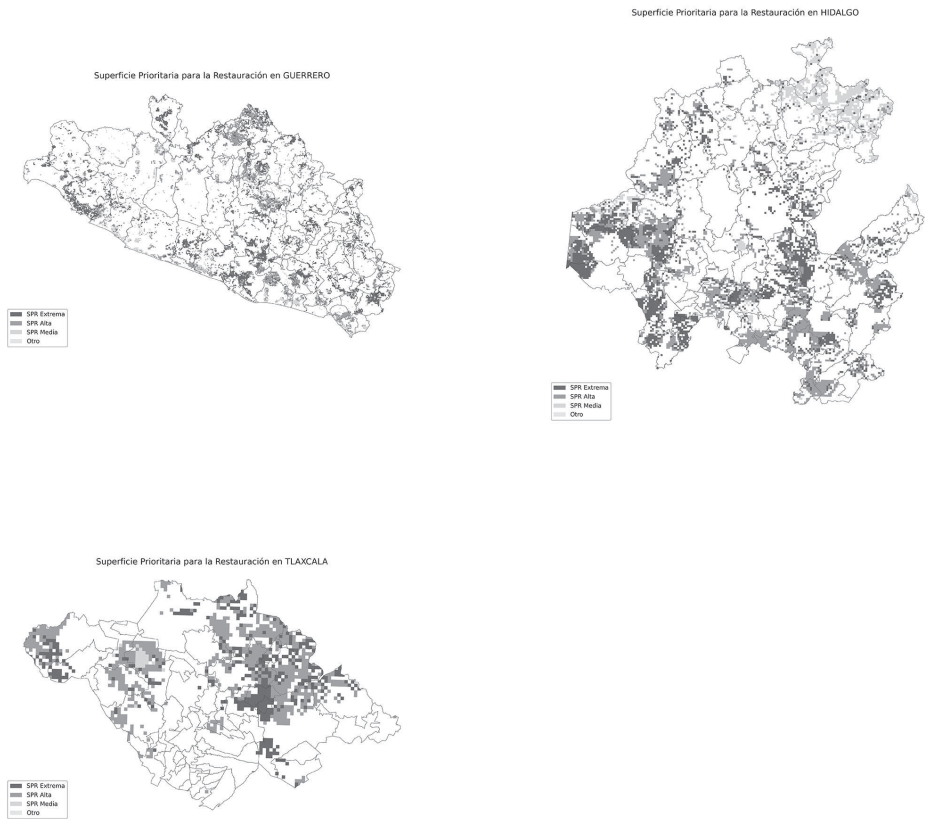 Superficie Prioritaria para la Restauración en GUERRERO
SPR Extrema
SPR Alta
SPR Media
Otro
Superficie Prioritaria para la Restauración en HIDALGO
SPR Extrema
SPR Alta
SPR Media
Otro
Superficie Prioritaria para la Restauración en TLAXCALA
SPR Extrema
SPR Alta
SPR Media
Otro